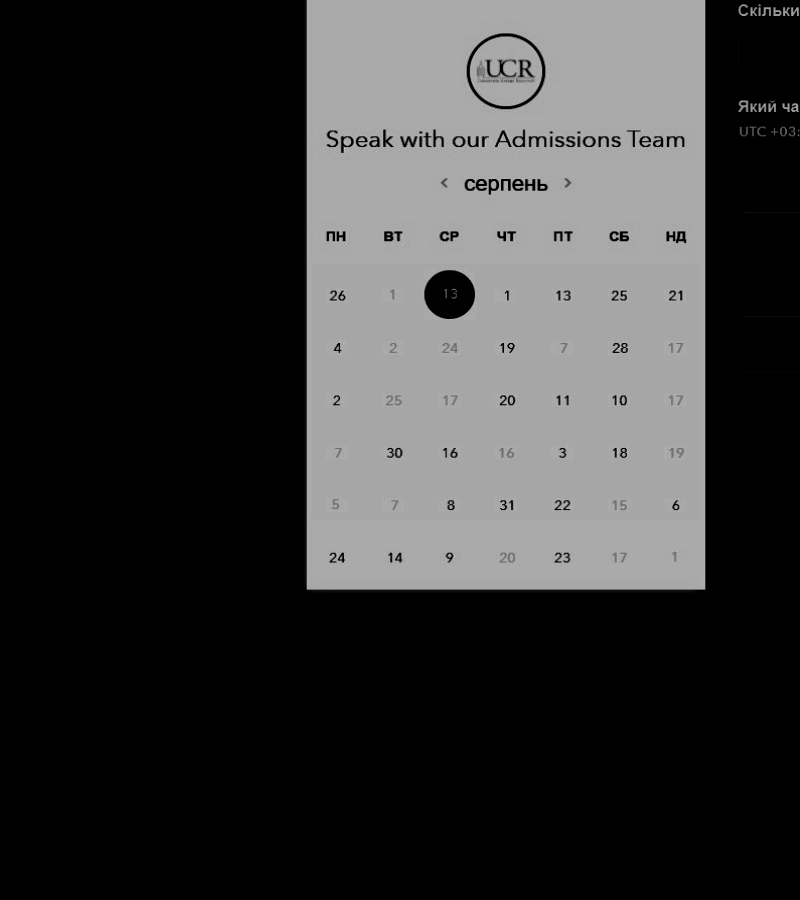 Скільки
UCR
Speak with our Admissions Team
Який ча
UTC +03:
< серпень >
ПН ВТ СР ЧТ ПТ СБ НД
26 1 13 1 13 25 21
4 2 24 19 7 28 17
2 25 17 20 11 10 17
7 30 16 16 3 18 19
5 7 8 31 22 15 6
24 14 9 20 23 17 1